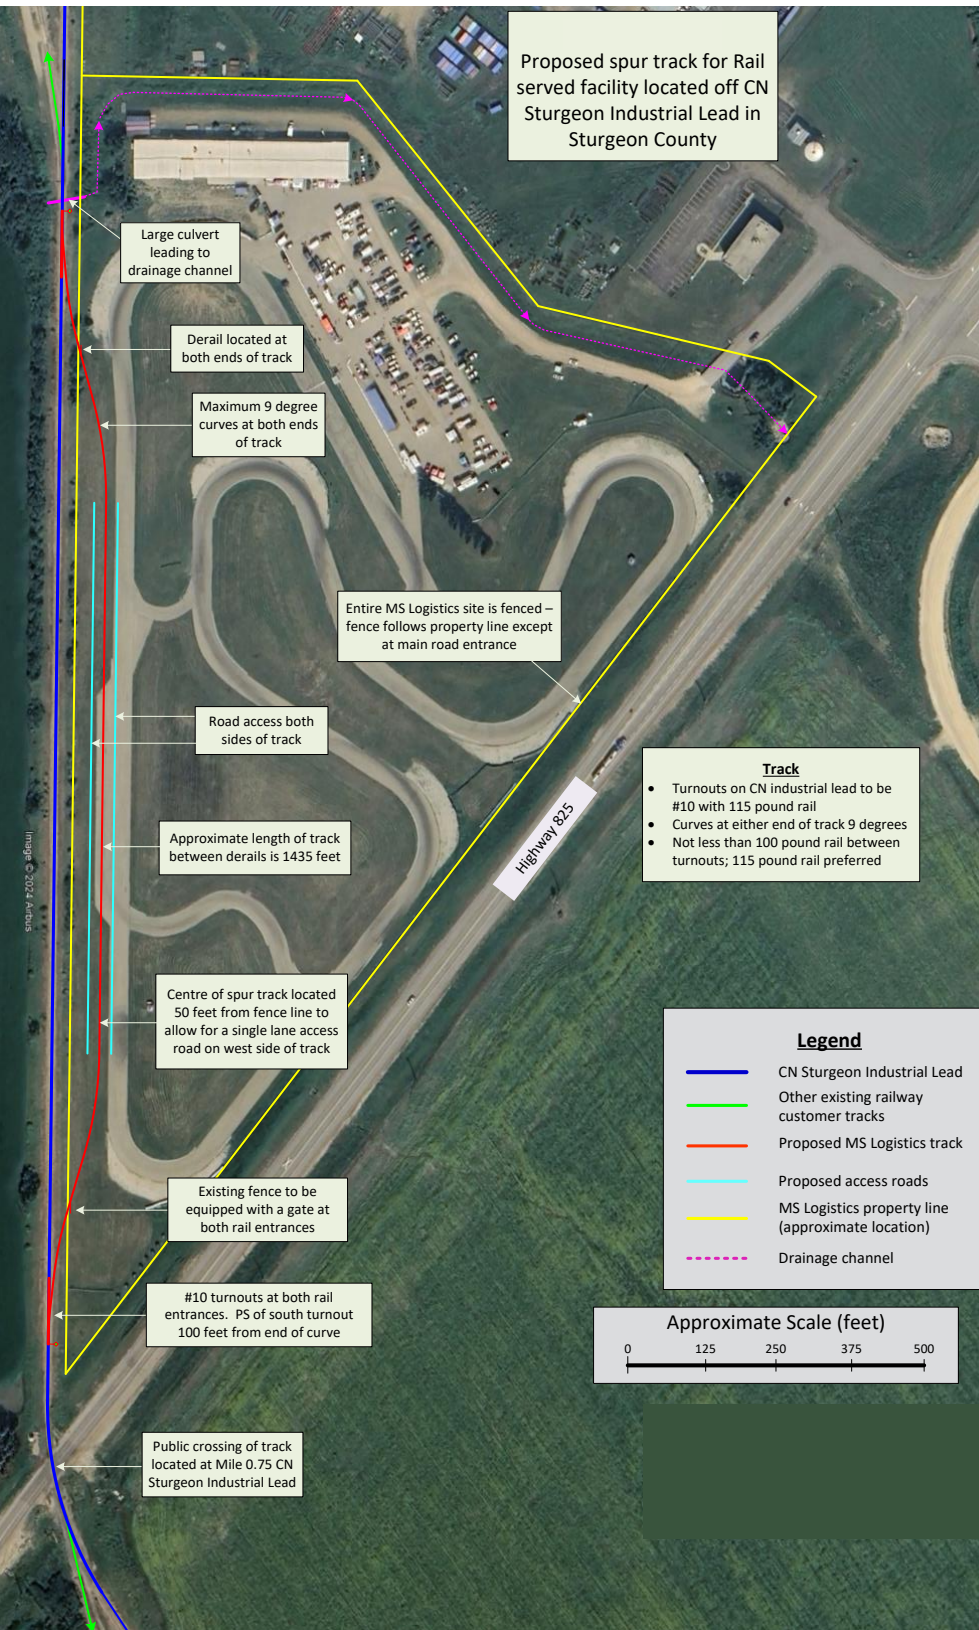 Proposed spur track for Rail
served facility located off CN
Sturgeon Industrial Lead in
Sturgeon County
Large culvert
leading to
drainage channel
Derail located at
both ends of track
Maximum 9 degree
curves at both ends
of track
Entire MS Logistics site is fenced –
fence follows property line except
at main road entrance
Road access both
sides of track
Track
• Turnouts on CN industrial lead to be
#10 with 115 pound rail
• Curves at either end of track 9 degrees
• Not less than 100 pound rail between
turnouts; 115 pound rail preferred
Highway 825
Approximate length of track
between derails is 1435 feet
Image © 2024 Airbus
Centre of spur track located
50 feet from fence line to
allow for a single lane access
road on west side of track
Legend
CN Sturgeon Industrial Lead
Other existing railway
customer tracks
Proposed MS Logistics track
Proposed access roads
MS Logistics property line
(approximate location)
Drainage channel
Existing fence to be
equipped with a gate at
both rail entrances
#10 turnouts at both rail
entrances. PS of south turnout
100 feet from end of curve
Approximate Scale (feet)
0 125 250 375 500
Public crossing of track
located at Mile 0.75 CN
Sturgeon Industrial Lead